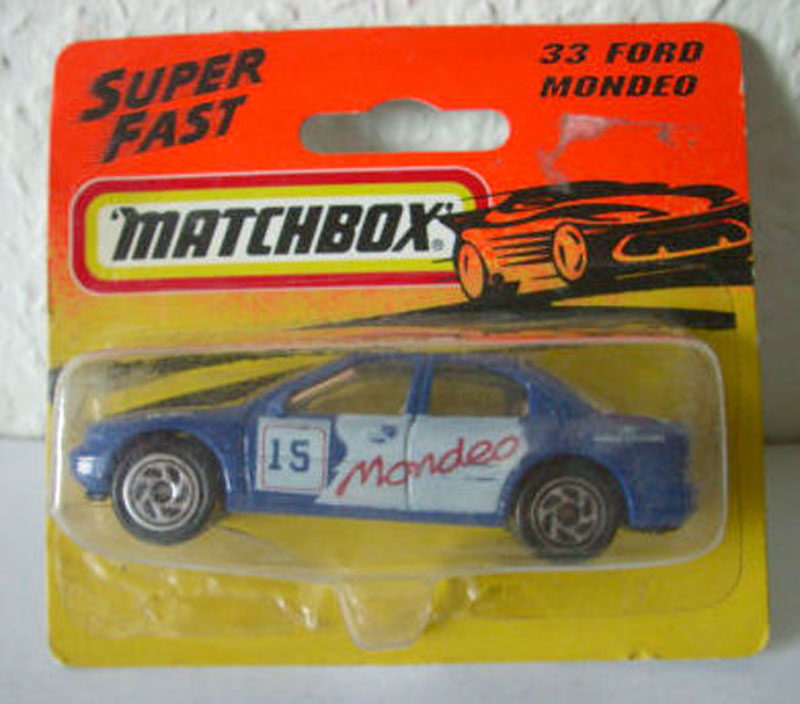 SUPER FAST
33 FORD
MONDEO
"MATCHBOX"®
15
Mondeo